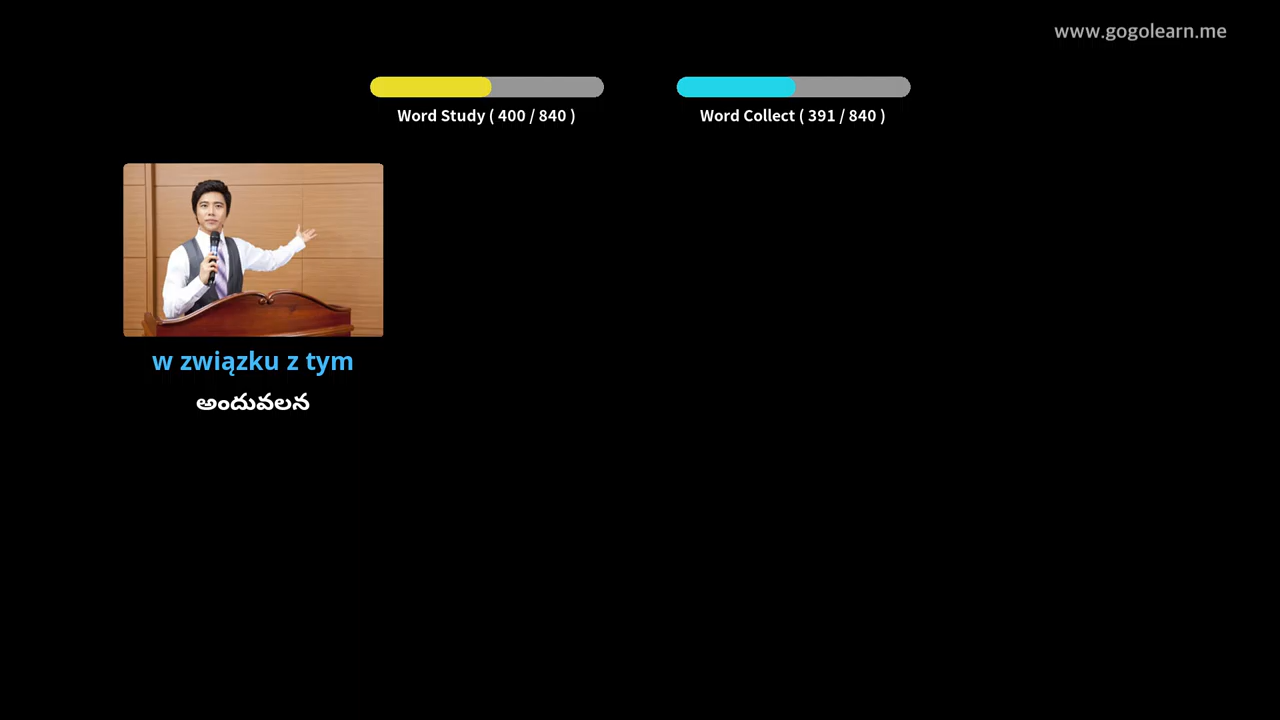 www.gogolearn.me
Word Study ( 400 / 840 )
Word Collect ( 391 / 840 )
w związku z tym
అందువలన